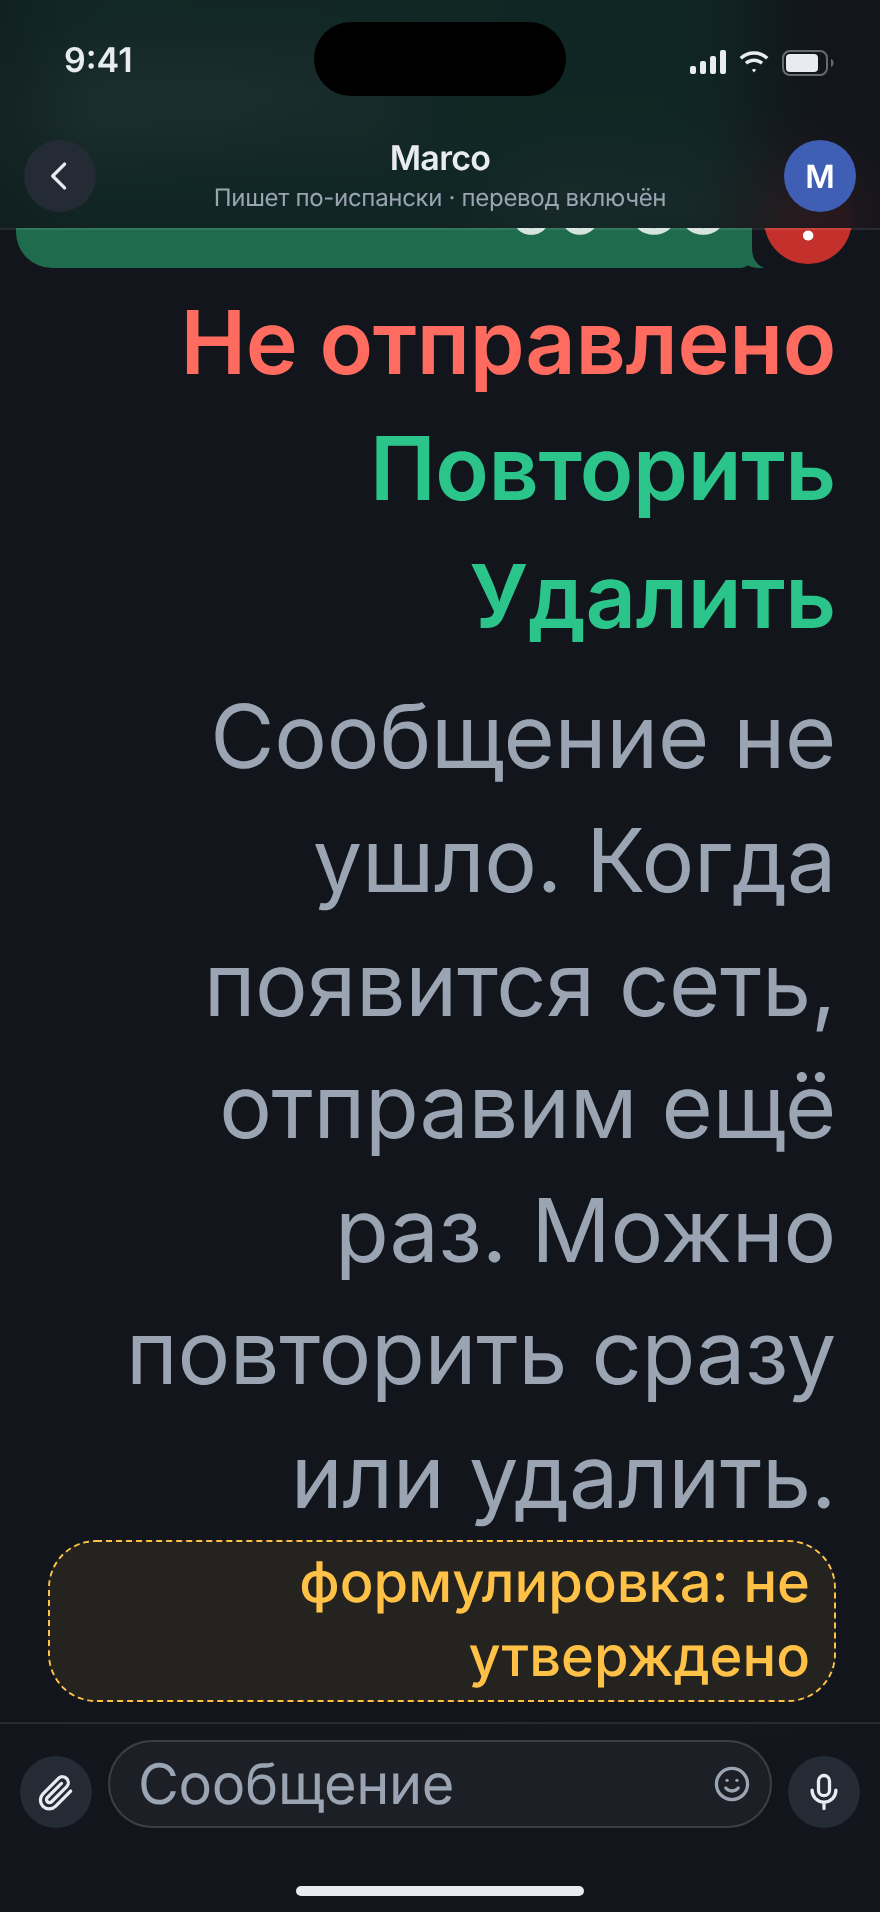 9:41
Marco
Пишет по-испански · перевод включён
M
Не отправлено
Повторить
Удалить
Сообщение не
ушло. Когда
появится сеть,
отправим ещё
раз. Можно
повторить сразу
или удалить.
формулировка: не
утверждено
Сообщение